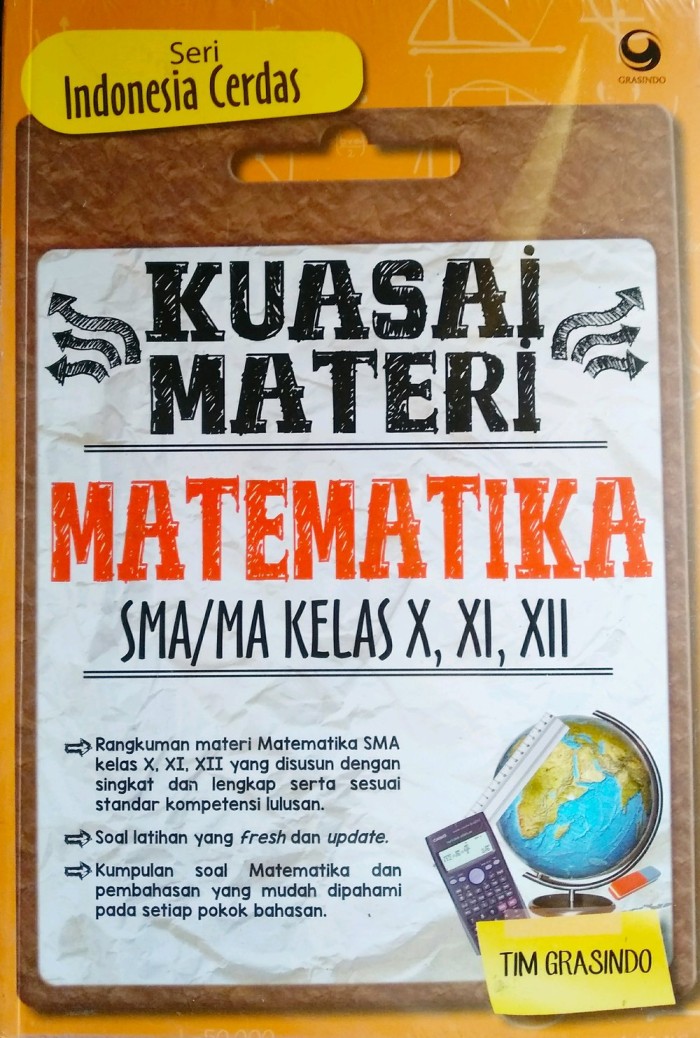 Seri
Indonesia Cerdas
GRASINDO
KUASAI
MATERI
MATEMATIKA
SMA/MA KELAS X, XI, XII
Rangkuman materi Matematika SMA
kelas X, XI, XII yang disusun dengan
singkat dan lengkap serta sesuai
standar kompetensi lulusan.
Soal latihan yang fresh dan update.
Kumpulan soal Matematika dan
pembahasan yang mudah dipahami
pada setiap pokok bahasan.
TIM GRASINDO